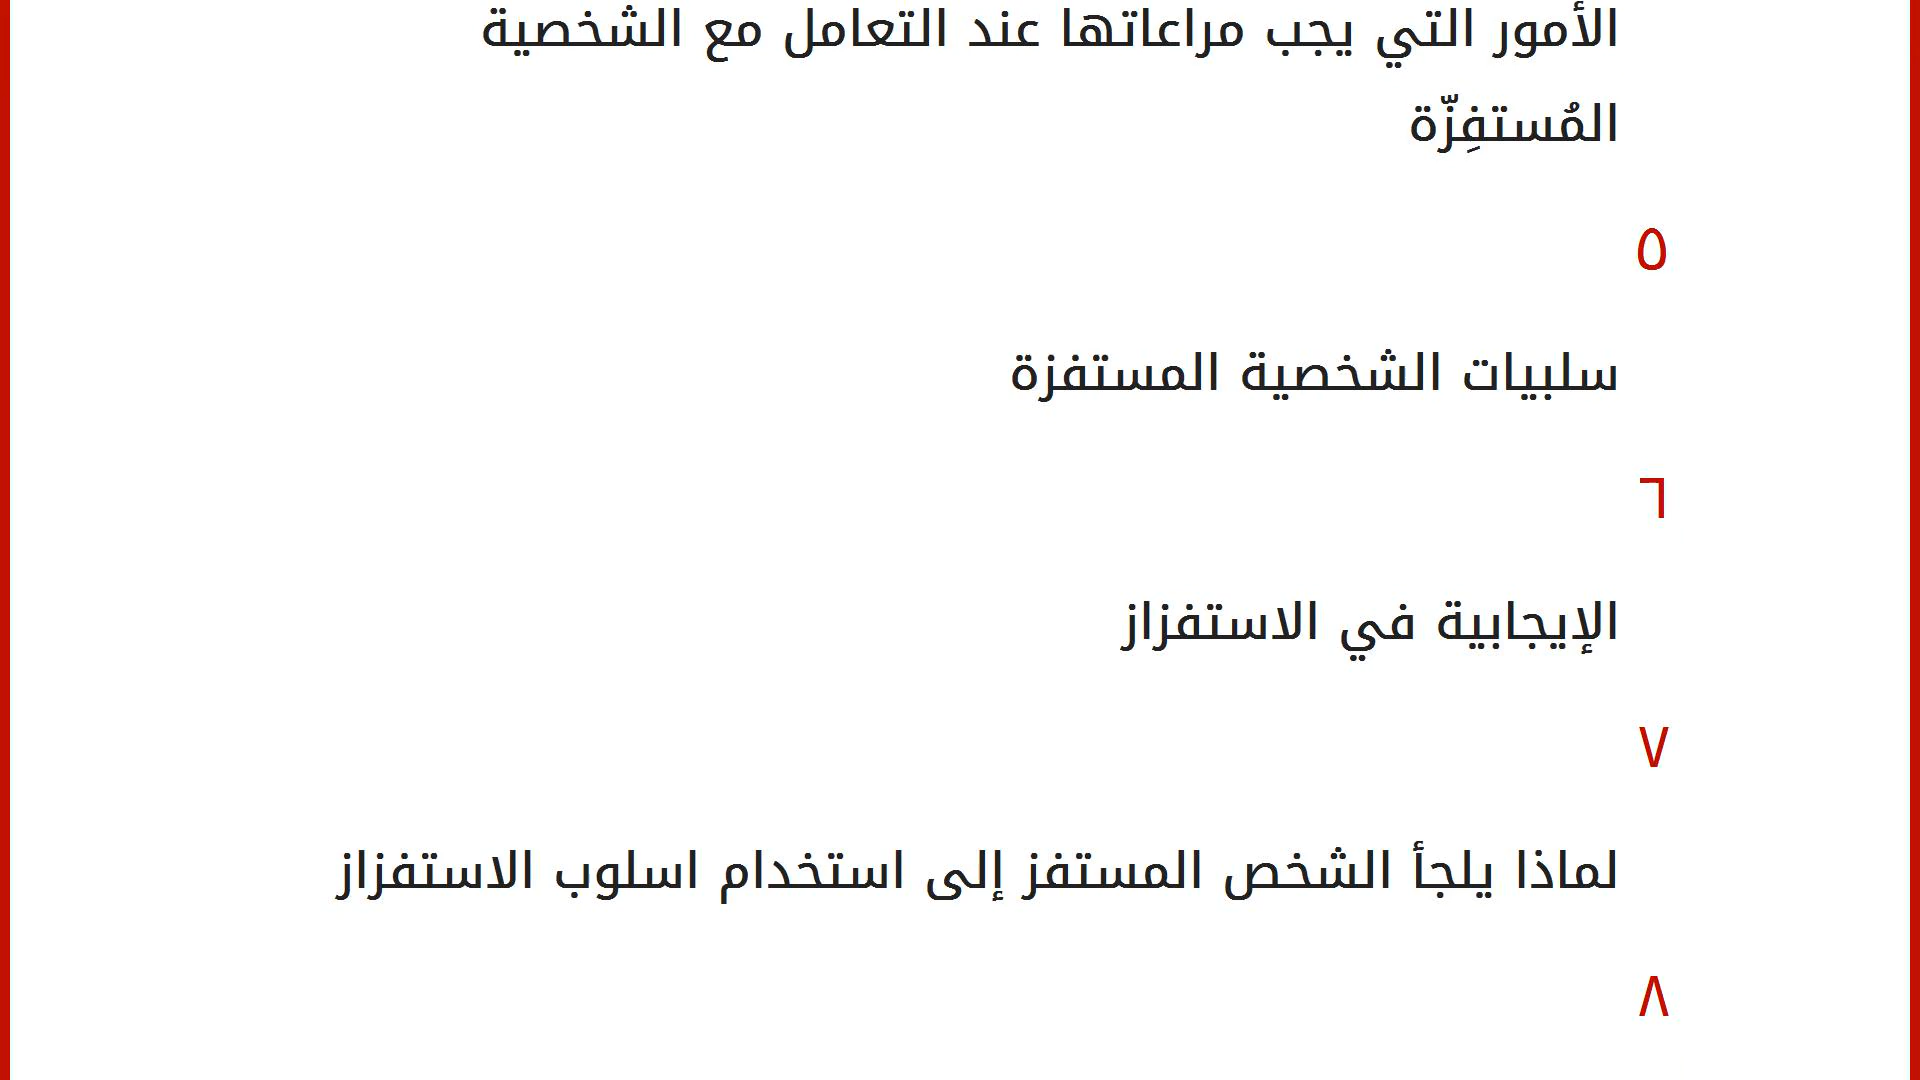 الأمور التي يجب مراعاتها عند التعامل مع الشخصية
المُستفِزّة
٥
سلبيات الشخصية المستفزة
٦
الإيجابية في الاستفزاز
٧
لماذا يلجأ الشخص المستفز إلى استخدام اسلوب الاستفزاز
٨